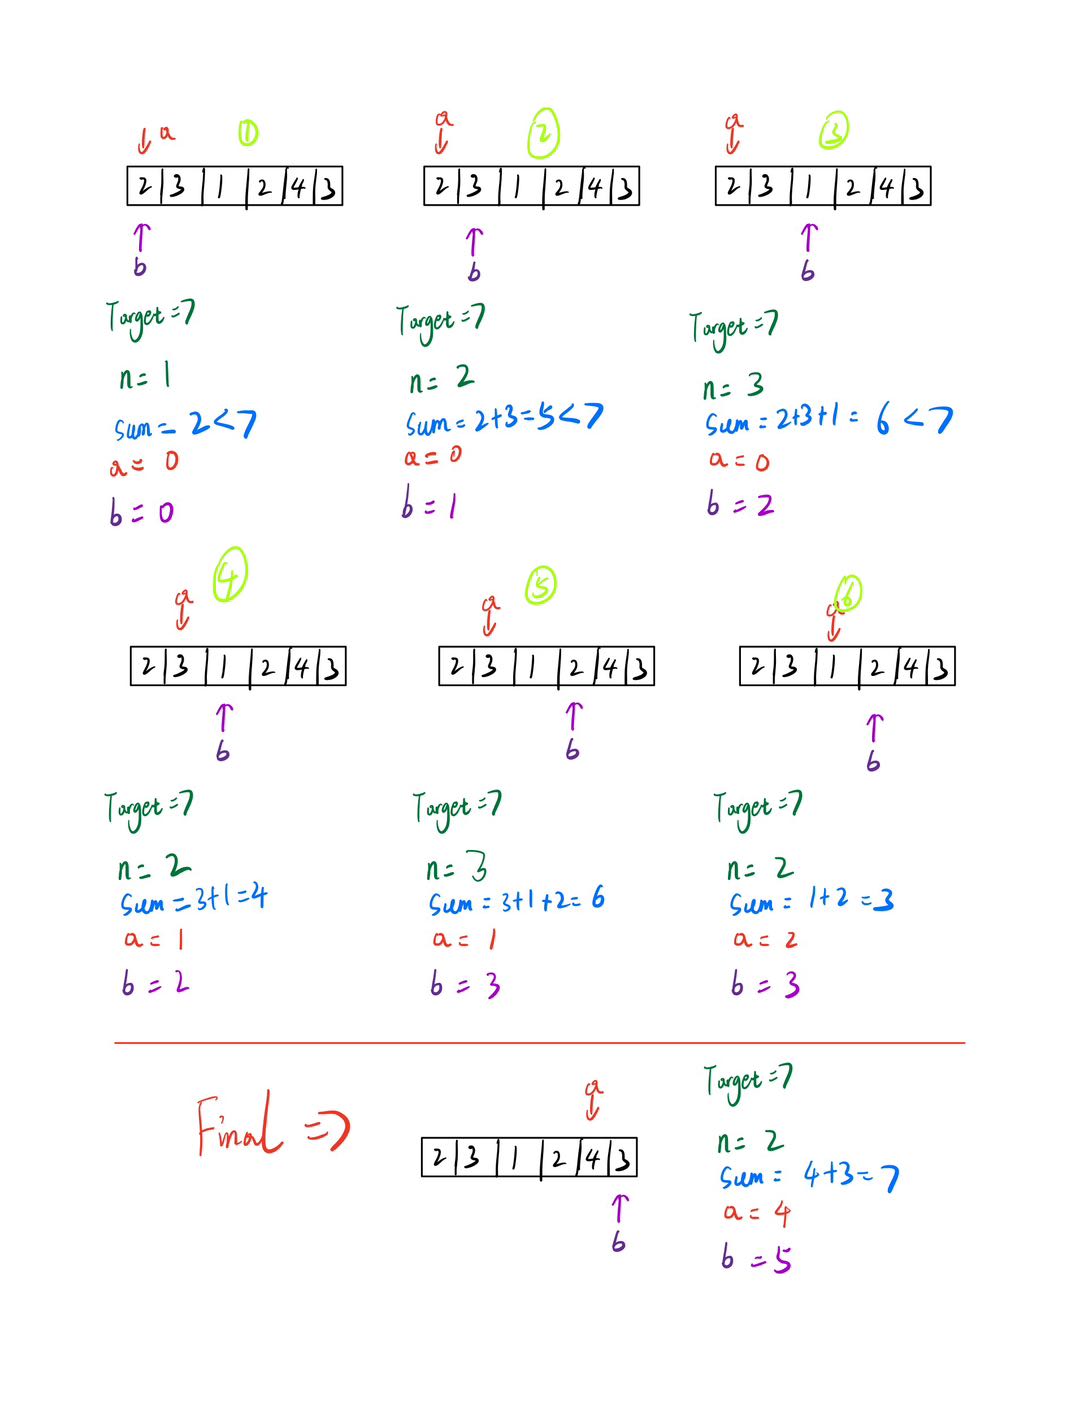 a ①
2 3 1 2 4 3
b
Target=7
n= 1
Sum= 2<7
a= 0
b= 0
a ②
2 3 1 2 4 3
b
Target=7
n= 2
Sum= 2+3=5<7
a= 0
b= 1
a ③
2 3 1 2 4 3
b
Target=7
n= 3
Sum= 2+3+1= 6<7
a= 0
b= 2
a ④
2 3 1 2 4 3
b
Target=7
n= 2
Sum= 3+1=4
a= 1
b= 2
a ⑤
2 3 1 2 4 3
b
Target=7
n= 3
Sum= 3+1+2= 6
a= 1
b= 3
a ⑥
2 3 1 2 4 3
b
Target=7
n= 2
Sum= 1+2=3
a= 2
b= 3
Final =>
a
2 3 1 2 4 3
b
Target=7
n= 2
Sum= 4+3=7
a= 4
b= 5